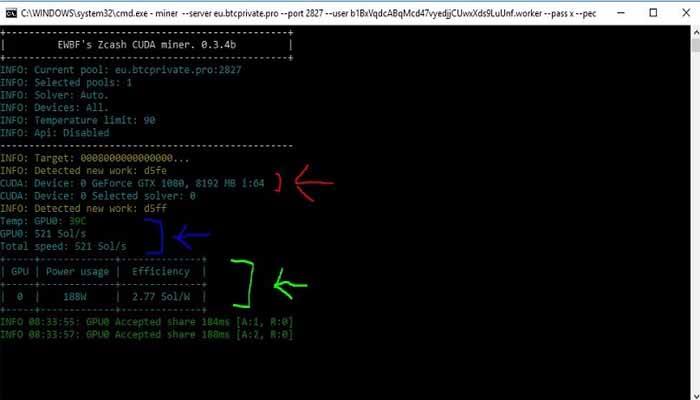 C:\WINDOWS\system32\cmd.exe - miner --server eu.btcprivate.pro --port 2827 --user b1BxVqdcABqMcd47vyedjjCUwxXds9LuUnf.worker --pass x --pec
EWBF's Zcash CUDA miner. 0.3.4b
INFO: Current pool: eu.btcprivate.pro:2827
INFO: Selected pools: 1
INFO: Solver: Auto.
INFO: Devices: All.
INFO: Temperature limit: 90
INFO: Api: Disabled
INFO: Target: 0008000000000000...
INFO: Detected new work: d5fe
CUDA: Device: 0 GeForce GTX 1080, 8192 MB i:64
CUDA: Device: 0 Selected solver: 0
INFO: Detected new work: d5ff
Temp: GPU0: 39C
GPU0: 521 Sol/s
Total speed: 521 Sol/s
| GPU | Power usage | Efficiency |
| 0 | 188W | 2.77 Sol/W |
INFO 08:33:55: GPU0 Accepted share 184ms [A:1, R:0]
INFO 08:33:57: GPU0 Accepted share 188ms [A:2, R:0]